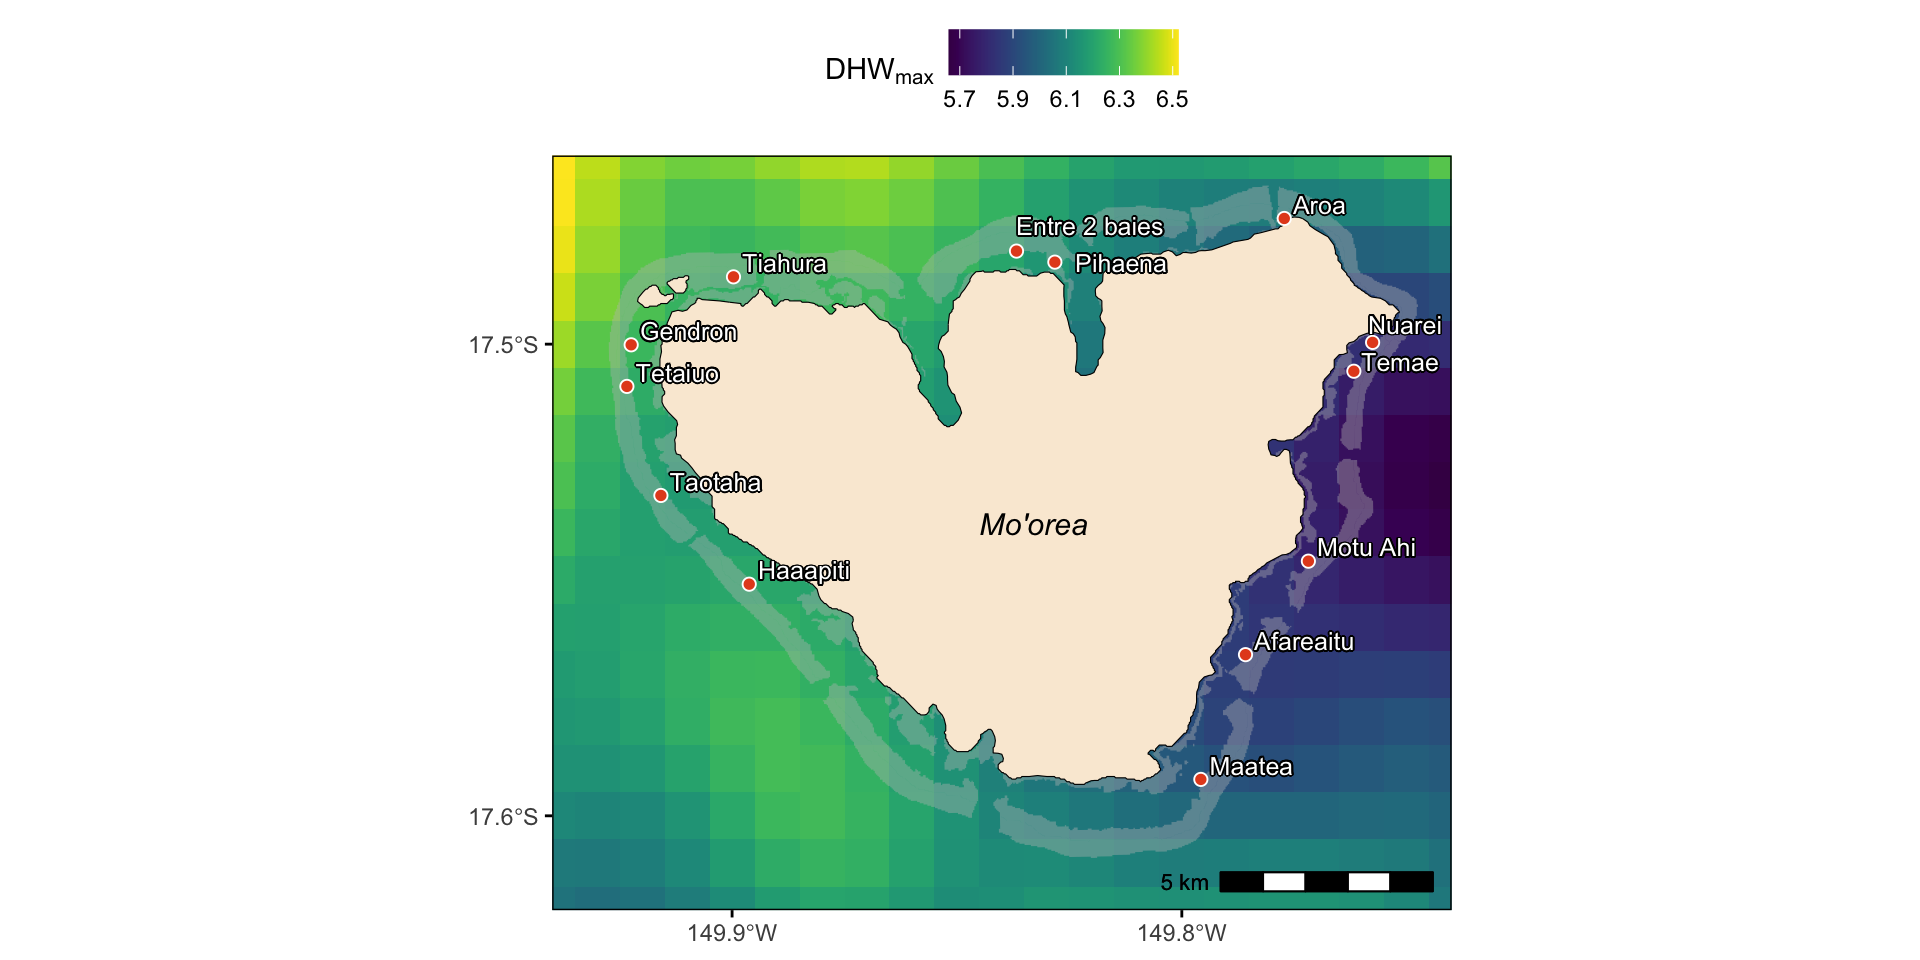 DHWmax
5.7 5.9 6.1 6.3 6.5
Aroa
Entre 2 baies
Tiahura
Pihaena
Nuarei
Gendron
17.5°S
Temae
Tetaiuo
Taotaha
Mo'orea
Motu Ahi
Haaapiti
Afareaitu
Maatea
17.6°S
5 km
149.9°W 149.8°W